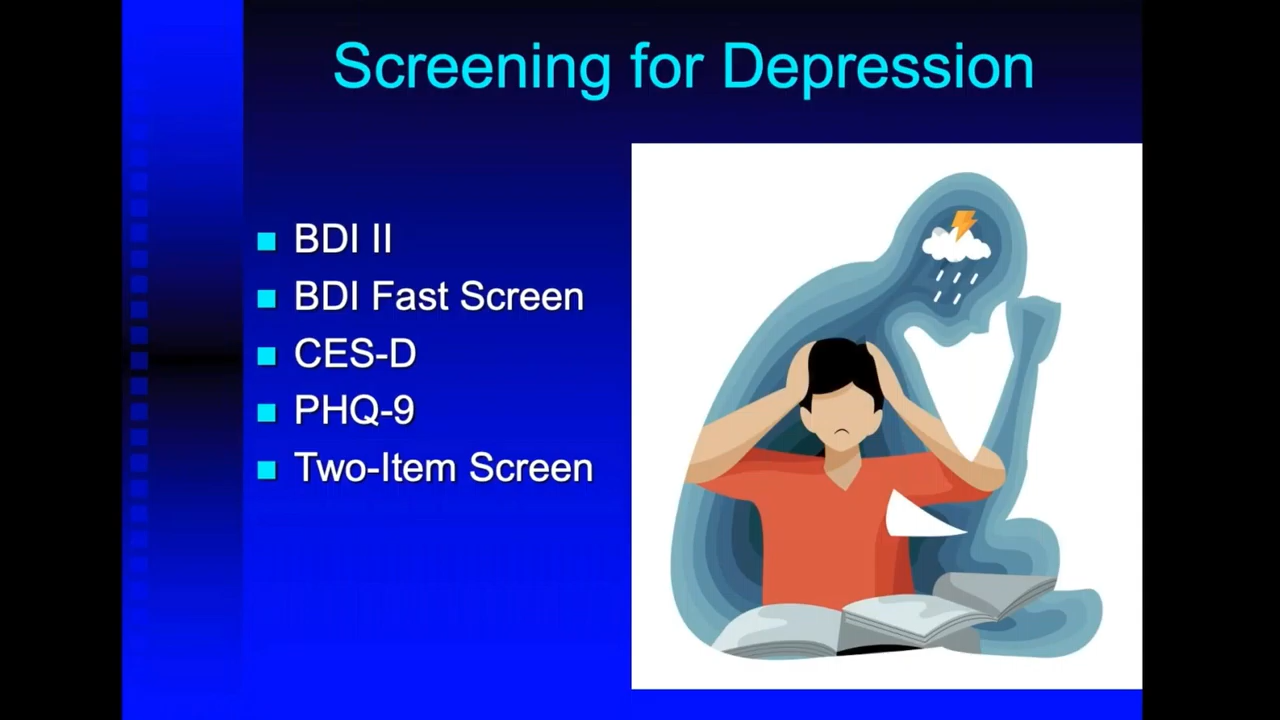 Screening for Depression
BDI II
BDI Fast Screen
CES-D
PHQ-9
Two-Item Screen